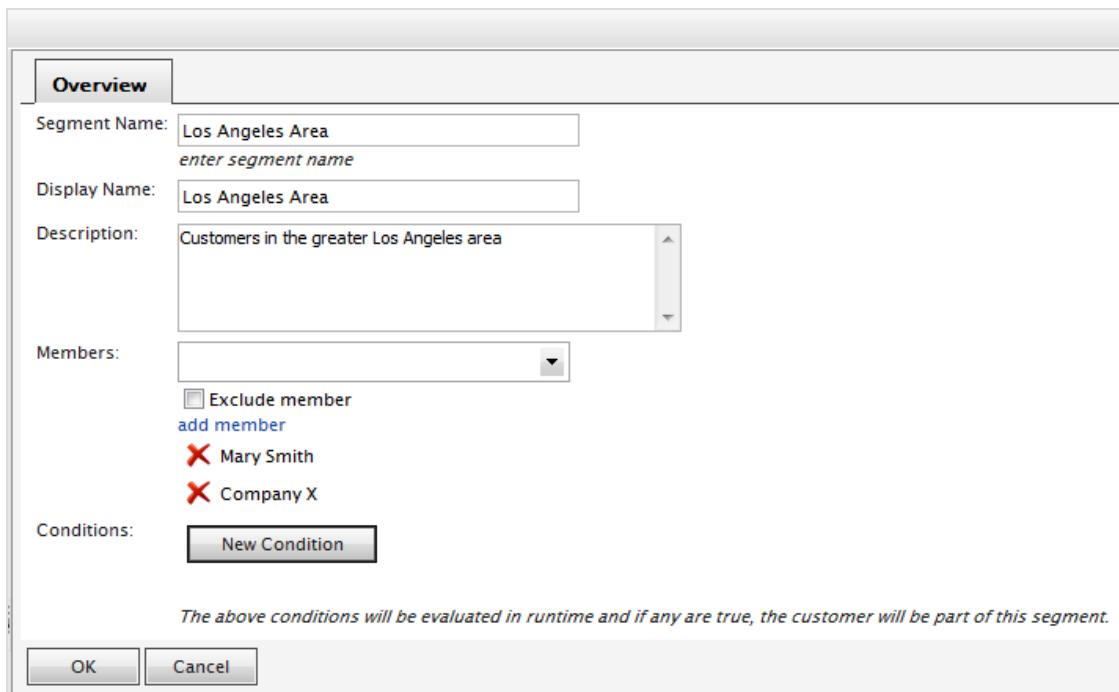 Overview
Segment Name: Los Angeles Area
enter segment name
Display Name: Los Angeles Area
Description: Customers in the greater Los Angeles area
Members:
Exclude member
add member
Mary Smith
Company X
Conditions: New Condition
The above conditions will be evaluated in runtime and if any are true, the customer will be part of this segment.
OK Cancel